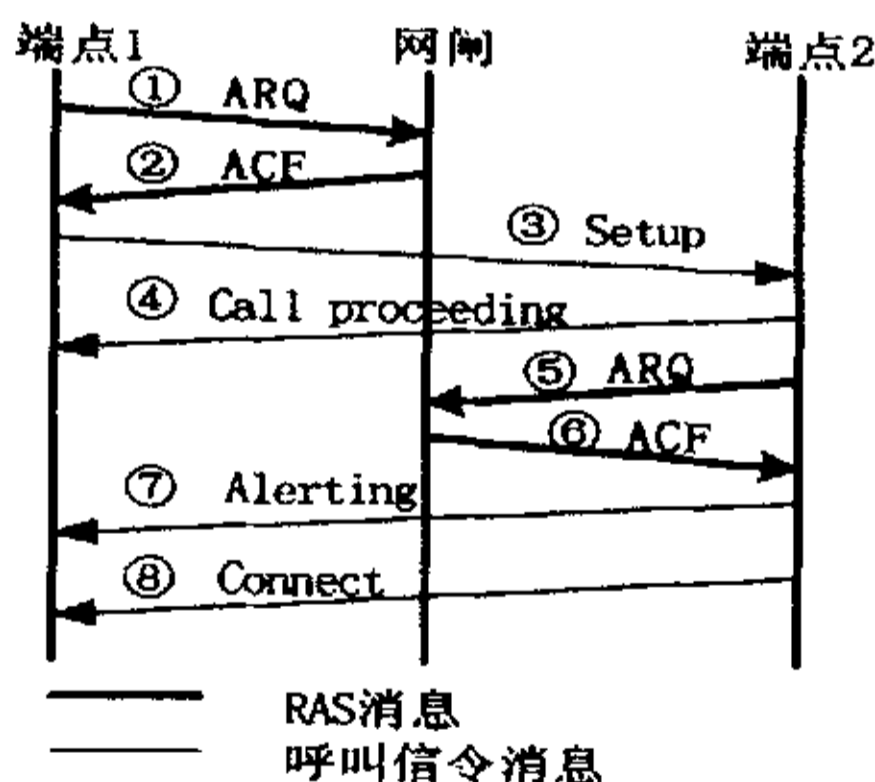 端点1 网闸 端点2
① ARQ
② ACF
③ Setup
④ Call proceeding
⑤ ARQ
⑥ ACF
⑦ Alerting
⑧ Connect
RAS消息
呼叫信令消息